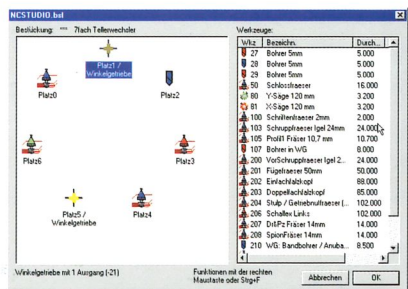 NCSTUDIO.bsl
Bestückung: 7fach Tellerwechsler
Werkzeuge:
Platz1 /
Winkelgetriebe
Platz0
Platz2
Platz6
Platz3
Platz5 /
Winkelgetriebe
Platz4
Wkz Bezeichn. Durch...
27 Bohrer 5mm 5.000
28 Bohrer 5mm 5.000
29 Bohrer 5mm 5.000
50 Schlossfraeser 16.000
80 Y-Säge 120 mm 3.200
81 X-Säge 120 mm 3.200
100 Schriftenfraeser 2mm 2.000
103 Schruppfraeser Igel 24mm 24.000
105 Profil1 Fräser 10,7 mm 10.700
107 Bohrer in WG 8.000
200 VorSchruppfraeser Igel 2... 24.000
201 Fügefraeser 50mm 50.000
202 Einfachfalzkopf 88.000
203 Doppelfachfalzkopf 85.000
204 Stulp / Getriebnutfraeser (... 102.000
206 Schallex Links 102.000
207 Drl/Pz Fräser 14mm 14.000
208 SpionFräser 14mm 14.000
210 WG: Bandbohrer / Anuba... 8.500
Winkelgetriebe mit 1 Ausgang (-21)
Funktionen mit der rechten
Maustaste oder Strg+F
Abbrechen
OK